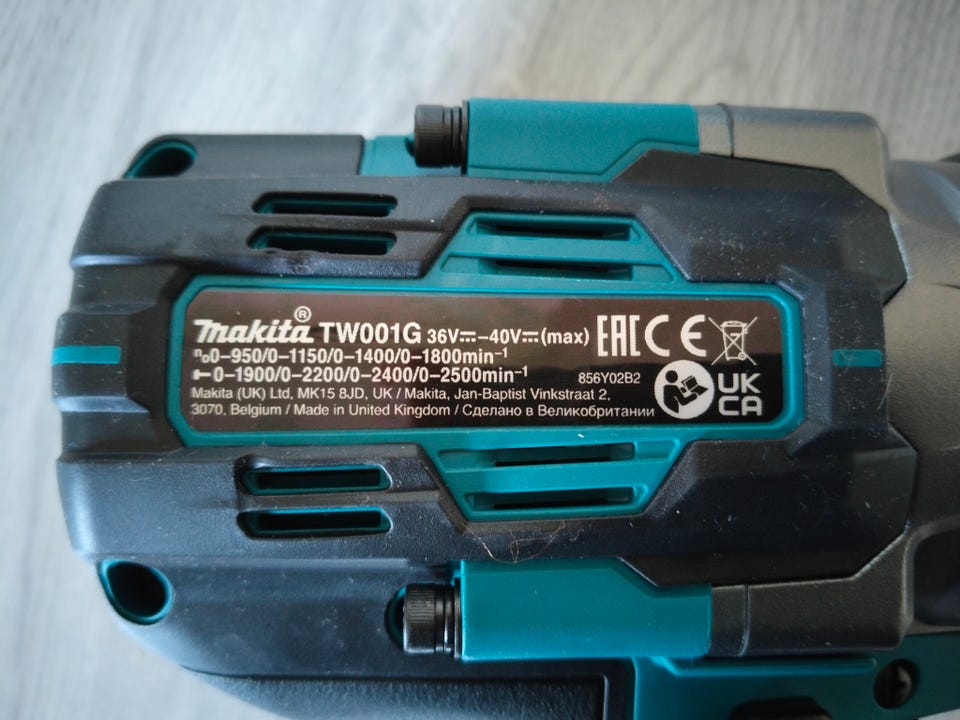 makita® TW001G 36V⎓–40V⎓(max) EAC CE
n₀0–950/0–1150/0–1400/0–1800min⁻¹
0–1900/0–2200/0–2400/0–2500min⁻¹ 856Y02B2 UK CA
Makita (UK) Ltd, MK15 8JD, UK / Makita, Jan-Baptist Vinkstraat 2,
3070, Belgium / Made in United Kingdom / Сделано в Великобритании